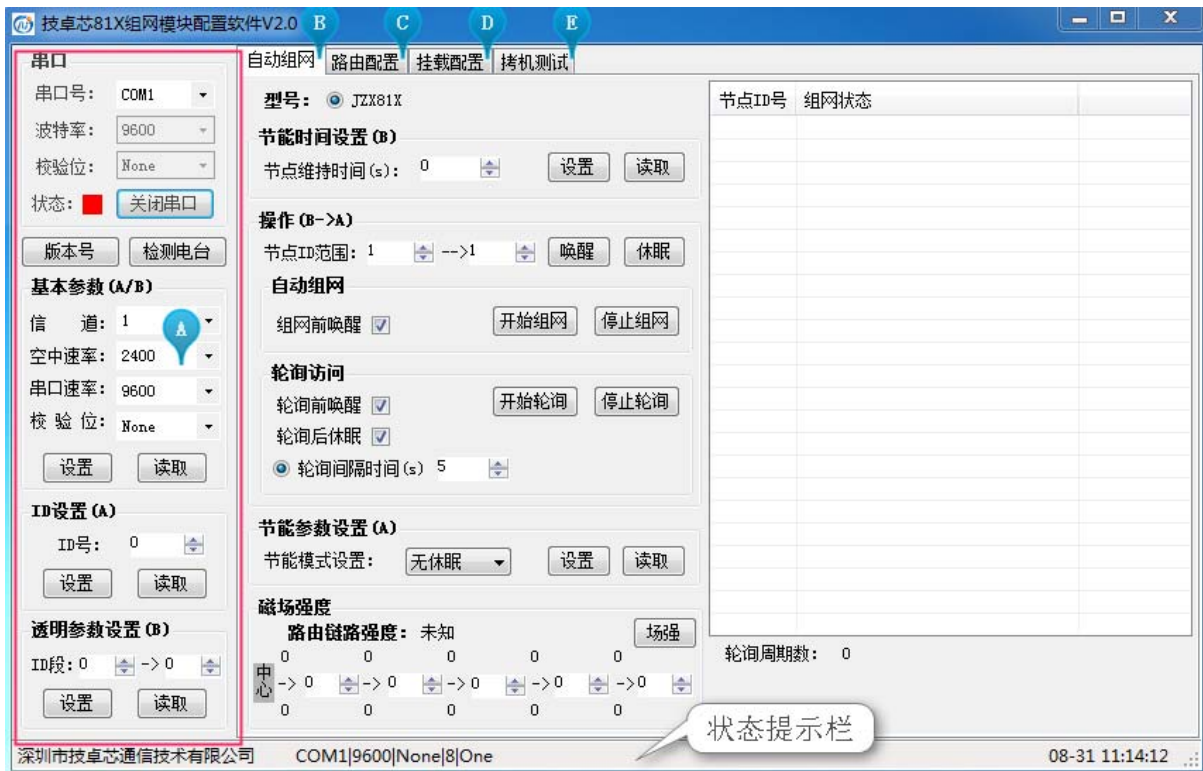 技卓芯81X组网模块配置软件V2.0
B
C
D
E
串口
串口号： COM1
波特率： 9600
校验位： None
状态： 关闭串口
版本号 检测电台
基本参数(A/B)
信 道： 1
A
空中速率： 2400
串口速率： 9600
校 验 位： None
设置 读取
ID设置(A)
ID号： 0
设置 读取
透明参数设置(B)
ID段：0 -> 0
设置 读取
自动组网 路由配置 挂载配置 拷机测试
型号： JZX81X
节能时间设置(B)
节点维持时间(s)： 0 设置 读取
操作(B->A)
节点ID范围：1 -->1 唤醒 休眠
自动组网
组网前唤醒 开始组网 停止组网
轮询访问
轮询前唤醒 开始轮询 停止轮询
轮询后休眠
轮询间隔时间(s) 5
节能参数设置(A)
节能模式设置： 无休眠 设置 读取
磁场强度
路由链路强度： 未知 场强
0 0 0 0 0
中心 -> 0 -> 0 -> 0 ->0 ->0
0 0 0 0 0
节点ID号 组网状态
轮询周期数： 0
状态提示栏
深圳市技卓芯通信技术有限公司 COM1|9600|None|8|One 08-31 11:14:12